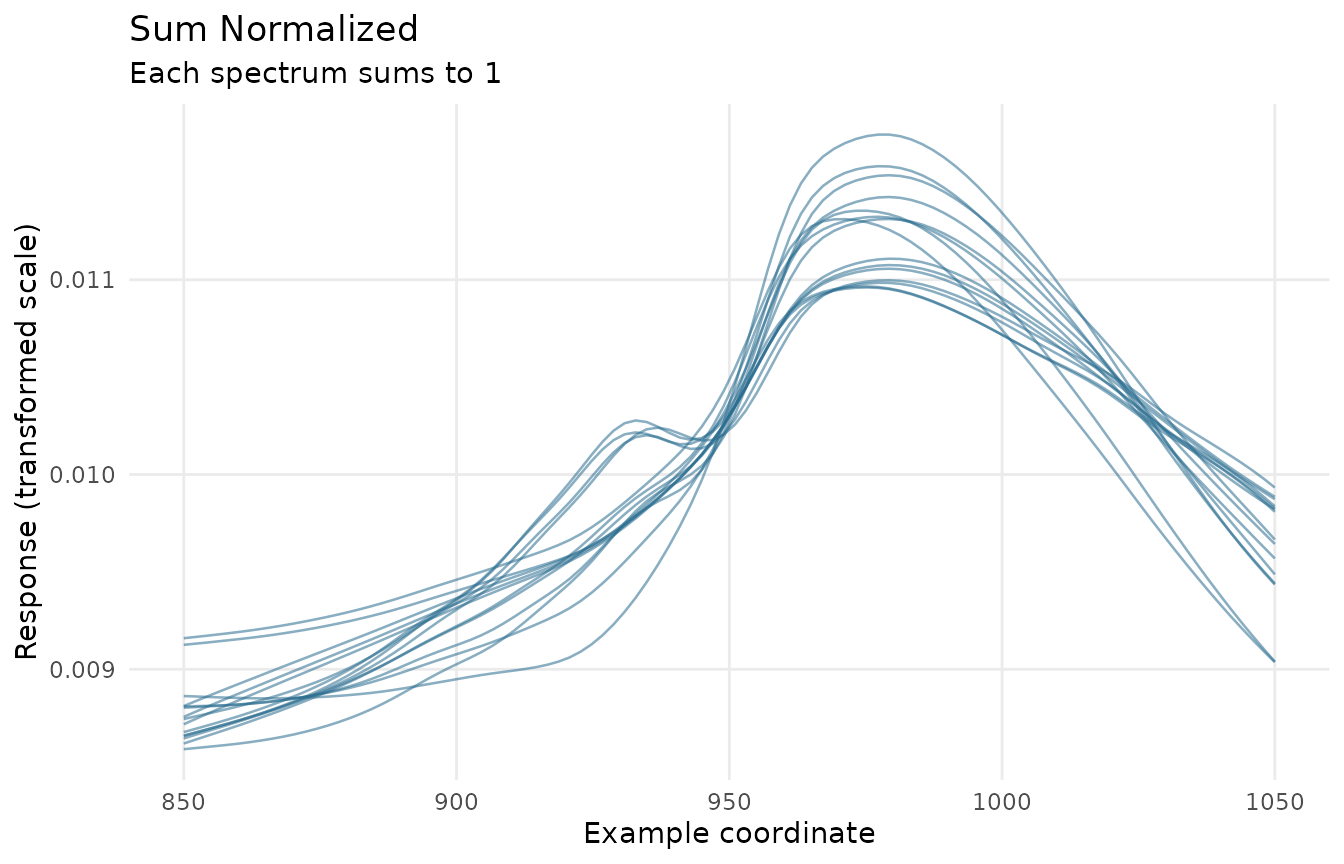 Sum Normalized
Each spectrum sums to 1
Response (transformed scale)
0.011
0.010
0.009
850 900 950 1000 1050
Example coordinate